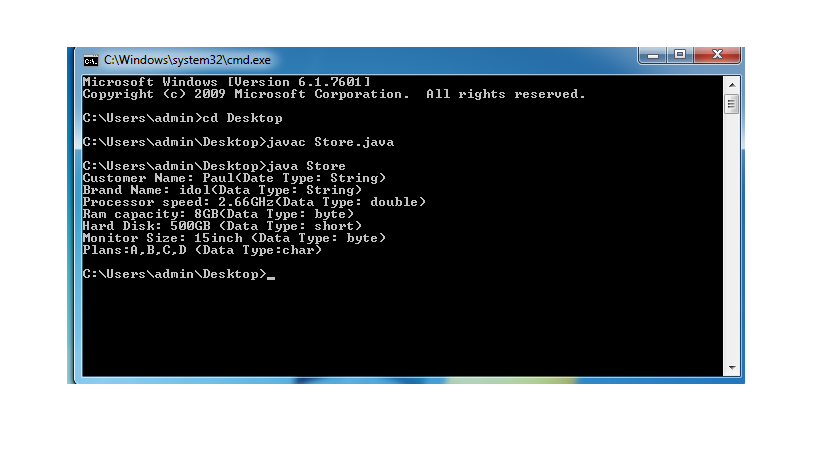 C:\Windows\system32\cmd.exe
Microsoft Windows [Version 6.1.7601]
Copyright (c) 2009 Microsoft Corporation.  All rights reserved.
C:\Users\admin>cd Desktop
C:\Users\admin\Desktop>javac Store.java
C:\Users\admin\Desktop>java Store
Customer Name: Paul(Date Type: String)
Brand Name: idol(Data Type: String)
Processor speed: 2.66GHz(Data Type: double)
Ram capacity: 8GB(Data Type: byte)
Hard Disk: 500GB (Data Type: short)
Monitor Size: 15inch (Data Type: byte)
Plans:A,B,C,D (Data Type:char)
C:\Users\admin\Desktop>_